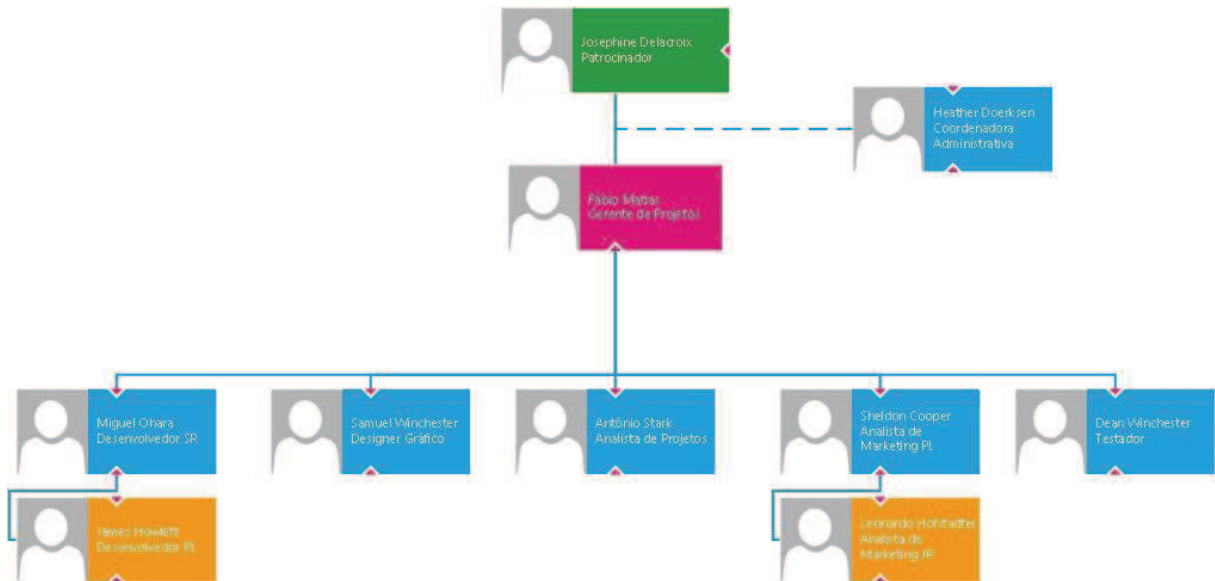 Josephine Delacroix
Patrocinador
Heather Doerksen
Coordenadora
Administrativa
Fábio Matias
Gerente de Projeto I
Miguel Ohara
Desenvolvedor SR
Samuel Winchester
Designer Gráfico
Antônio Stark
Analista de Projetos
Sheldon Cooper
Analista de
Marketing PL
Dean Winchester
Testador
James Howlett
Desenvolvedor PL
Leonardo Hofstadter
Analista de
Marketing JR